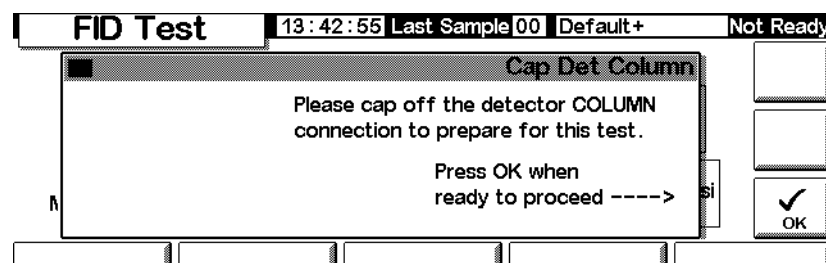 FID Test 13:42:55 Last Sample 00 Default+ Not Ready
Cap Det Column
Please cap off the detector COLUMN
connection to prepare for this test.
Press OK when
ready to proceed ---->
si
OK